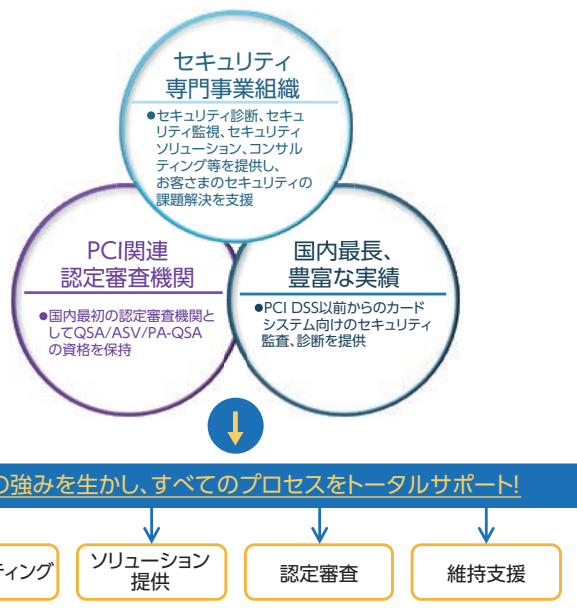 セキュリティ
専門事業組織
●セキュリティ診断、セキュ
リティ監視、セキュリティ
ソリューション、コンサル
ティング等を提供し、
お客さまのセキュリティの
課題解決を支援
PCI関連
認定審査機関
●国内最初の認定審査機関と
してQSA/ASV/PA-QSA
の資格を保持
国内最長、
豊富な実績
●PCI DSS以前からのカード
システム向けのセキュリティ
監査、診断を提供
の強みを生かし、すべてのプロセスをトータルサポート!
ティング
ソリューション
提供
認定審査
維持支援